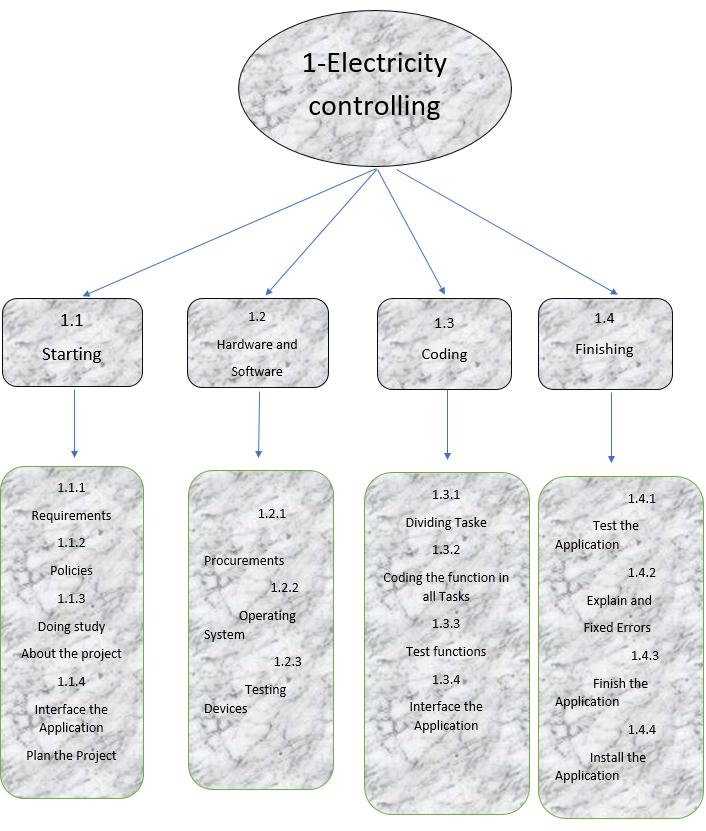 1-Electricity
controlling
1.1
Starting
1.2
Hardware and
Software
1.3
Coding
1.4
Finishing
1.1.1
Requirements
1.1.2
Policies
1.1.3
Doing study
About the project
1.1.4
Interface the
Application
Plan the Project
1.2.1
Procurements
1.2.2
Operating
System
1.2.3
Testing
Devices
1.3.1
Dividing Taske
1.3.2
Coding the function in
all Tasks
1.3.3
Test functions
1.3.4
Interface the
Application
1.4.1
Test the
Application
1.4.2
Explain and
Fixed Errors
1.4.3
Finish the
Application
1.4.4
Install the
Application